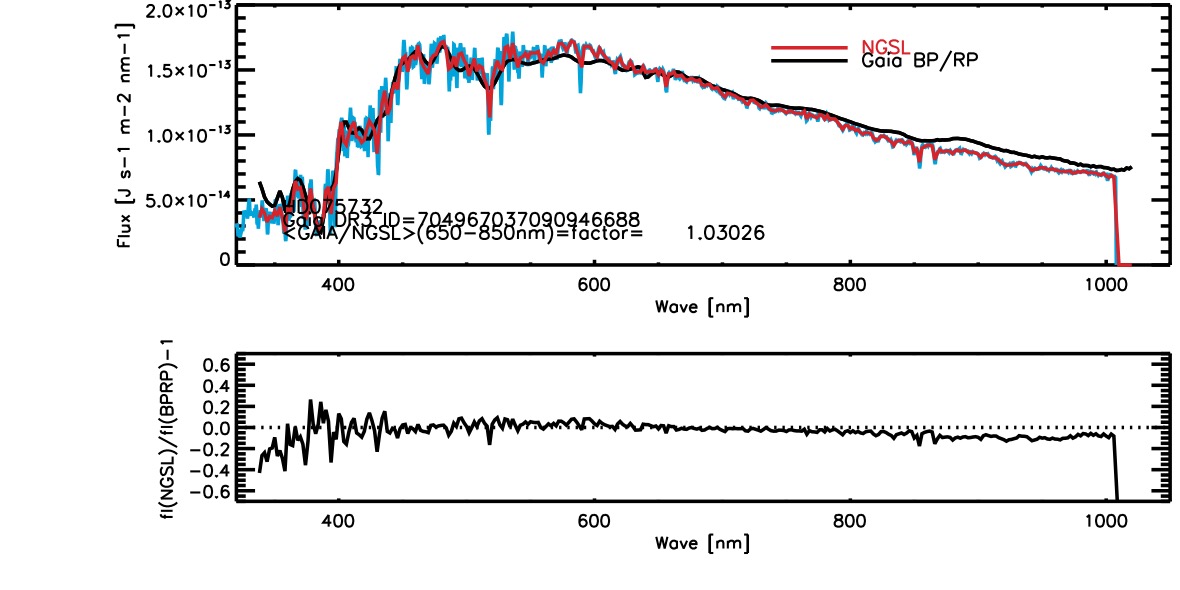 2.0×10−13
1.5×10−13
1.0×10−13
5.0×10−14
0
Flux [J s−1 m−2 nm−1]
NGSL
Gaia BP/RP
HD075732
Gaia DR3 ID=704967037090946688
<GAIA/NGSL>(650−850nm)=factor= 1.03026
400 600 800 1000
Wave [nm]
fl(NGSL)/fl(BPRP)−1
0.6
0.4
0.2
0.0
−0.2
−0.4
−0.6
400 600 800 1000
Wave [nm]